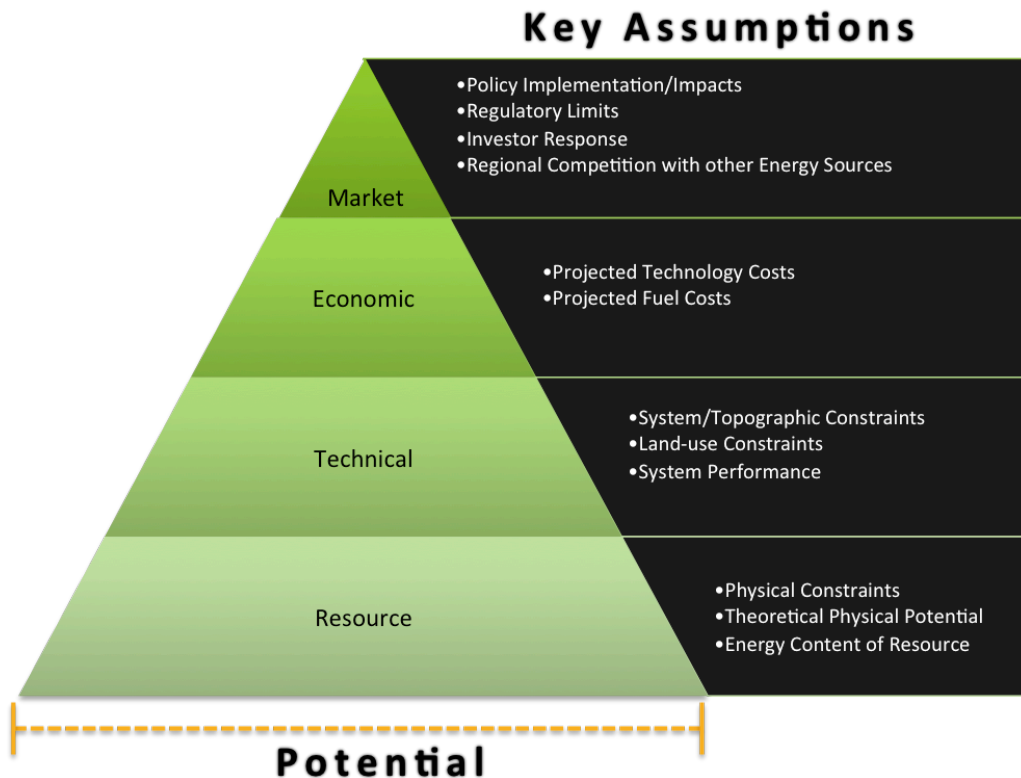 Key Assumptions
•Policy Implementation/Impacts
•Regulatory Limits
•Investor Response
•Regional Competition with other Energy Sources
Market
•Projected Technology Costs
•Projected Fuel Costs
Economic
•System/Topographic Constraints
•Land-use Constraints
•System Performance
Technical
•Physical Constraints
•Theoretical Physical Potential
•Energy Content of Resource
Resource
Potential